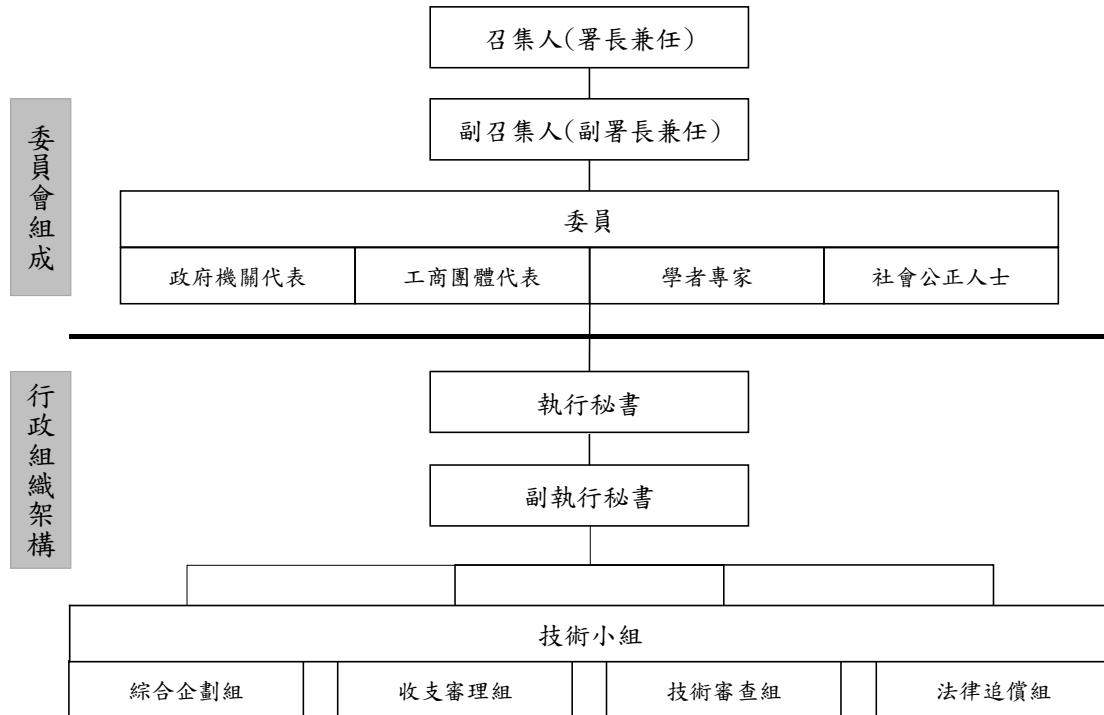 召集人(署長兼任)
副召集人(副署長兼任)
委員會組成
委員
政府機關代表
工商團體代表
學者專家
社會公正人士
行政組織架構
執行秘書
副執行秘書
技術小組
綜合企劃組
收支審理組
技術審查組
法律追償組